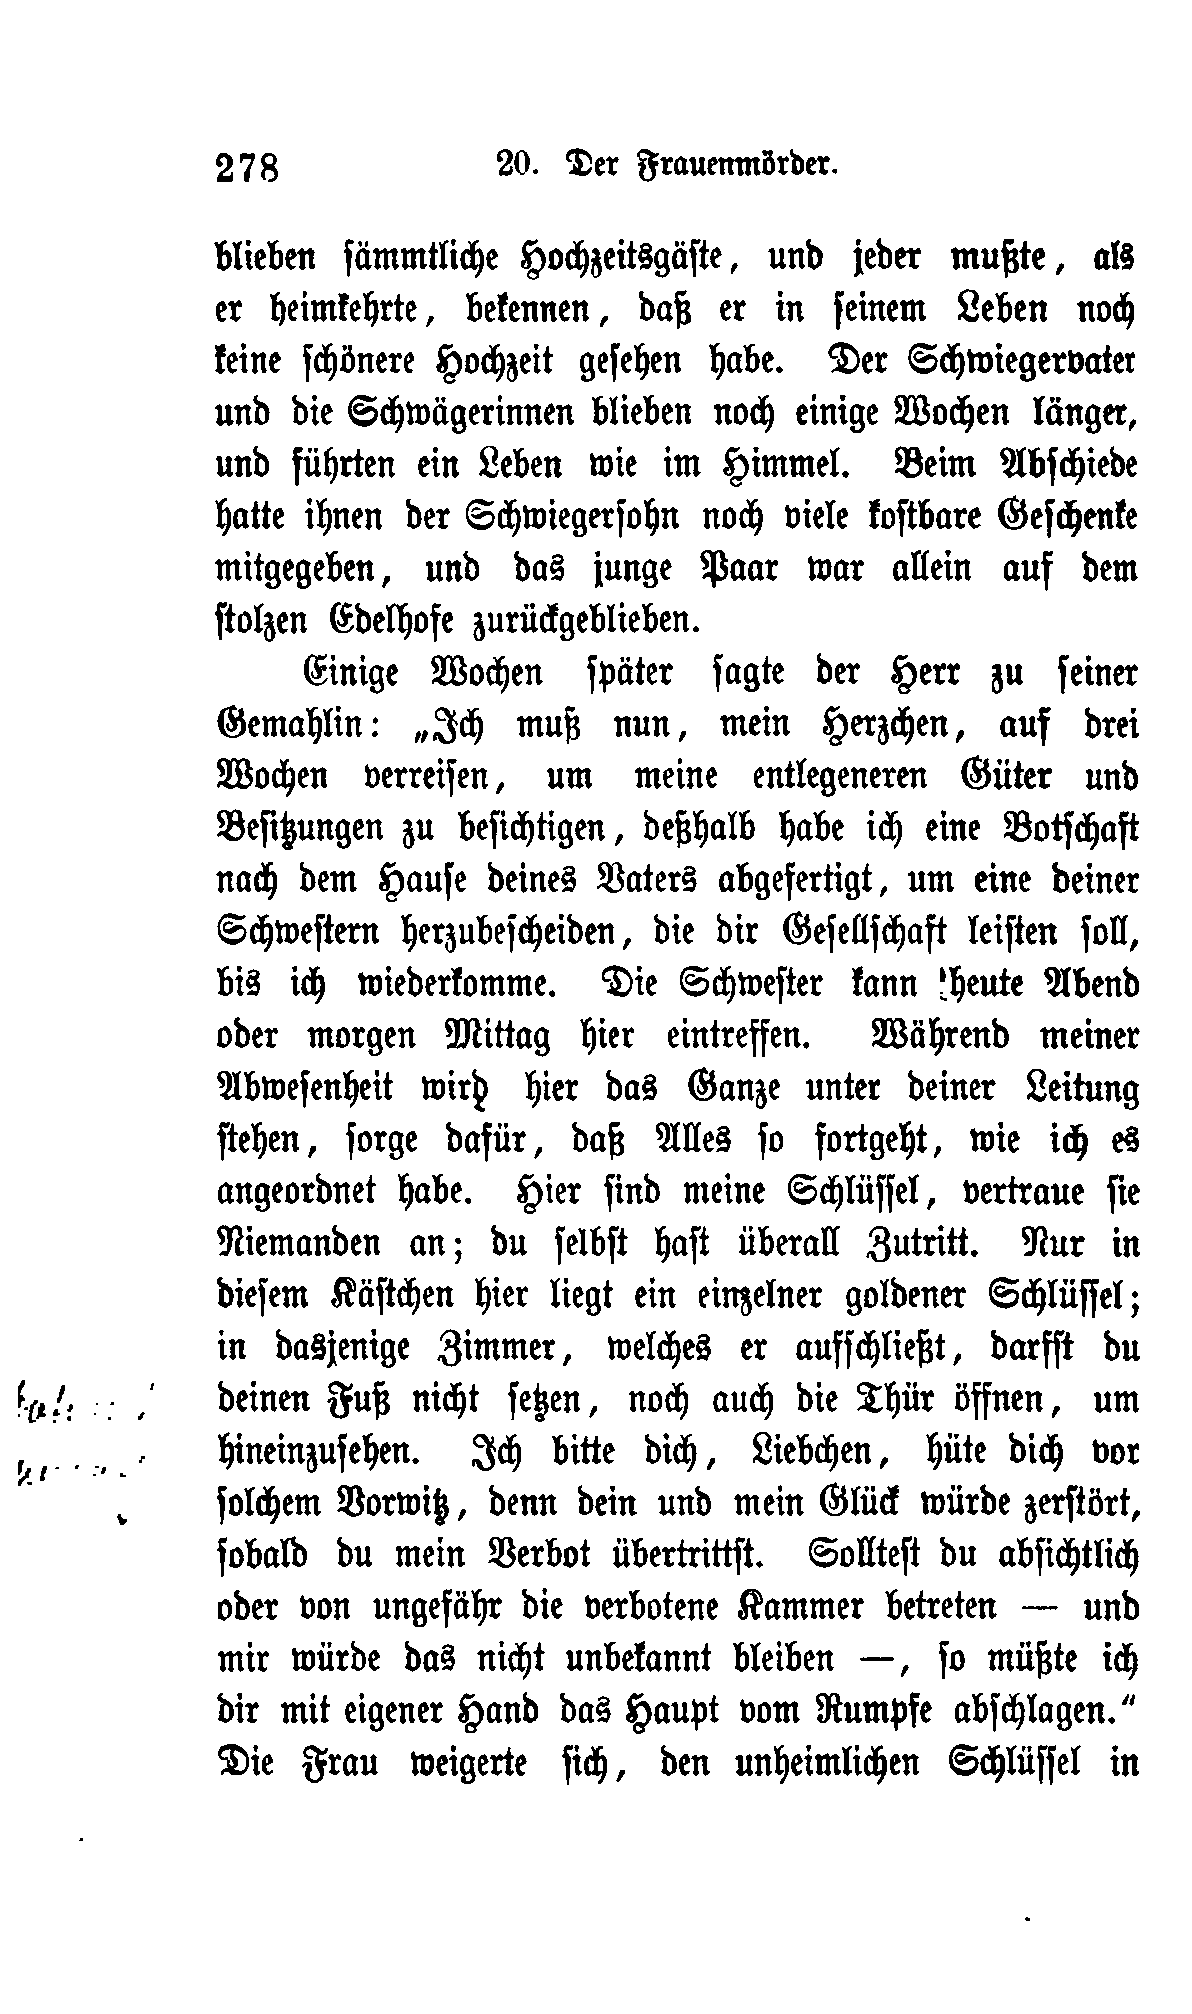 278 20. Der Frauenmörder.
blieben sämmtliche Hochzeitsgäste, und jeder mußte, als
er heimkehrte, bekennen, daß er in seinem Leben noch
keine schönere Hochzeit gesehen habe. Der Schwiegervater
und die Schwägerinnen blieben noch einige Wochen länger,
und führten ein Leben wie im Himmel. Beim Abschiede
hatte ihnen der Schwiegersohn noch viele kostbare Geschenke
mitgegeben, und das junge Paar war allein auf dem
stolzen Edelhofe zurückgeblieben.
Einige Wochen später sagte der Herr zu seiner
Gemahlin: „Ich muß nun, mein Herzchen, auf drei
Wochen verreisen, um meine entlegeneren Güter und
Besitzungen zu besichtigen, deßhalb habe ich eine Botschaft
nach dem Hause deines Vaters abgefertigt, um eine deiner
Schwestern herzubescheiden, die dir Gesellschaft leisten soll,
bis ich wiederkomme. Die Schwester kann heute Abend
oder morgen Mittag hier eintreffen. Während meiner
Abwesenheit wird hier das Ganze unter deiner Leitung
stehen, sorge dafür, daß Alles so fortgeht, wie ich es
angeordnet habe. Hier sind meine Schlüssel, vertraue sie
Niemanden an; du selbst hast überall Zutritt. Nur in
diesem Kästchen hier liegt ein einzelner goldener Schlüssel;
in dasjenige Zimmer, welches er aufschließt, darfst du
deinen Fuß nicht setzen, noch auch die Thür öffnen, um
hineinzusehen. Ich bitte dich, Liebchen, hüte dich vor
solchem Vorwitz, denn dein und mein Glück würde zerstört,
sobald du mein Verbot übertrittst. Solltest du absichtlich
oder von ungefähr die verbotene Kammer betreten — und
mir würde das nicht unbekannt bleiben —, so müßte ich
dir mit eigener Hand das Haupt vom Rumpfe abschlagen.“
Die Frau weigerte sich, den unheimlichen Schlüssel in